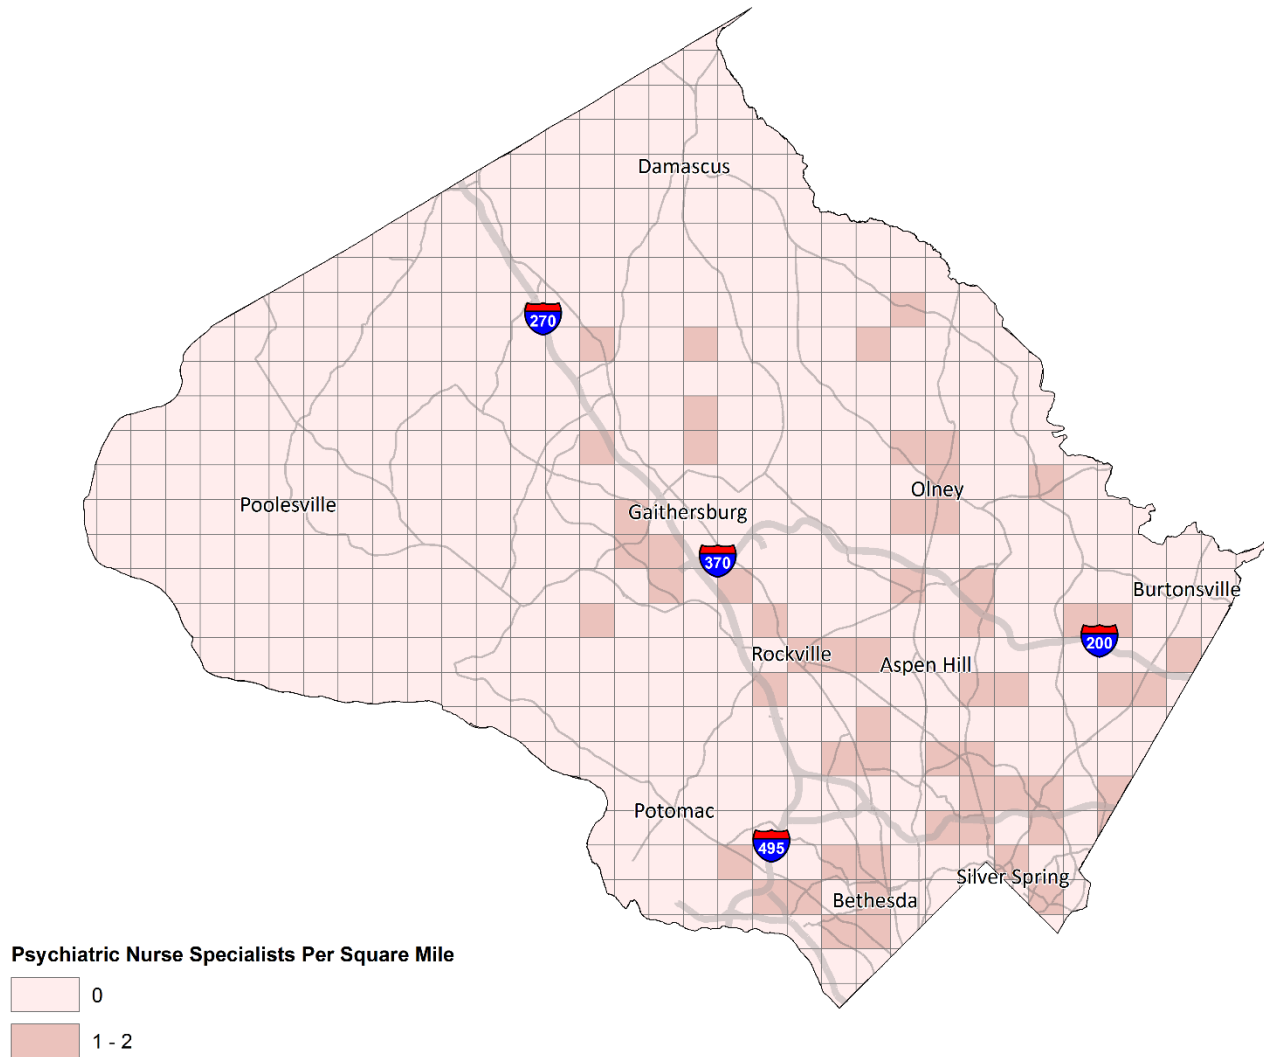 Damascus
270
Poolesville
Olney
Gaithersburg
370
Burtonsville
200
Rockville
Aspen Hill
Potomac
495
Silver Spring
Bethesda
Psychiatric Nurse Specialists Per Square Mile
0
1 - 2